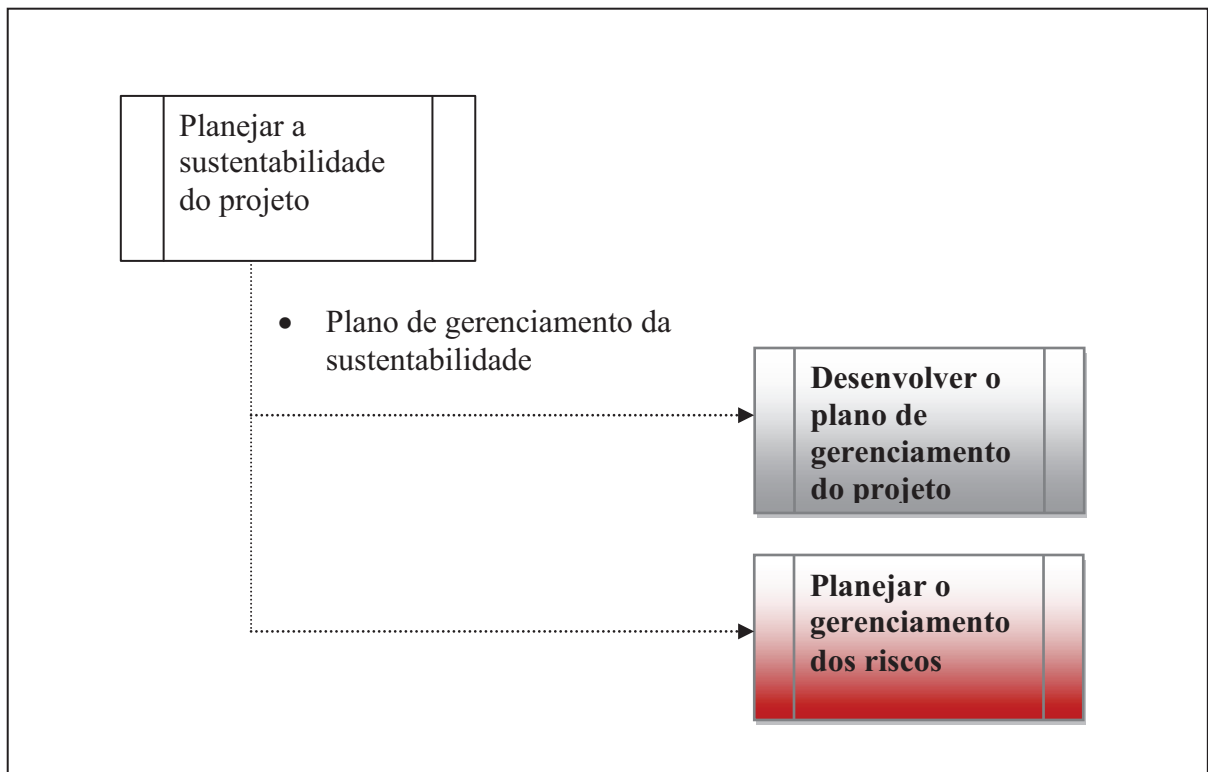 Planejar a
sustentabilidade
do projeto
• Plano de gerenciamento da
sustentabilidade
Desenvolver o
plano de
gerenciamento
do projeto
Planejar o
gerenciamento
dos riscos